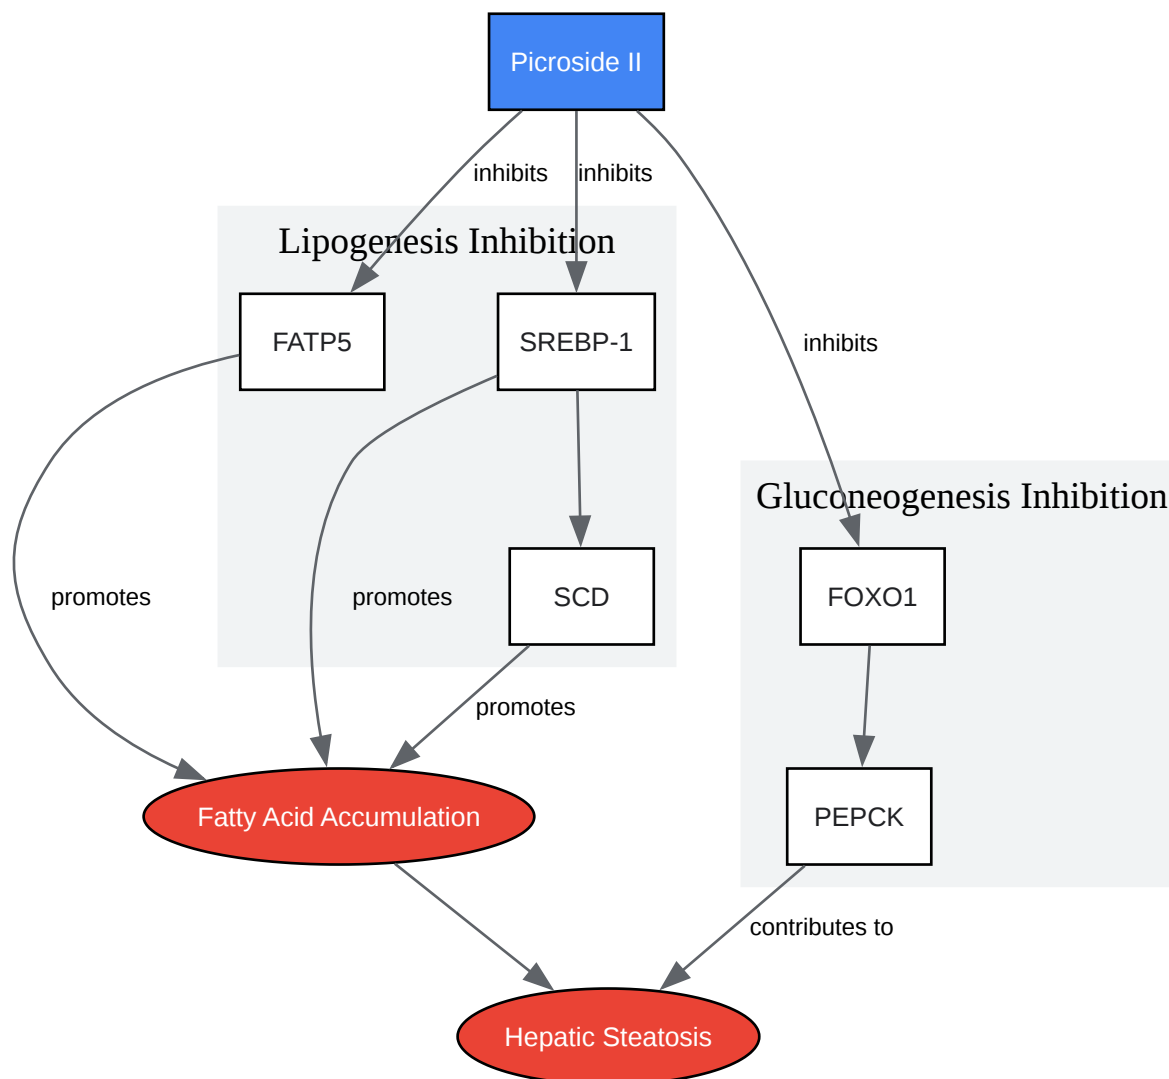 Picroside II
inhibits
inhibits
Lipogenesis Inhibition
FATP5
SREBP-1
inhibits
Gluconeogenesis Inhibition
promotes
promotes
SCD
FOXO1
promotes
Fatty Acid Accumulation
PEPCK
contributes to
Hepatic Steatosis